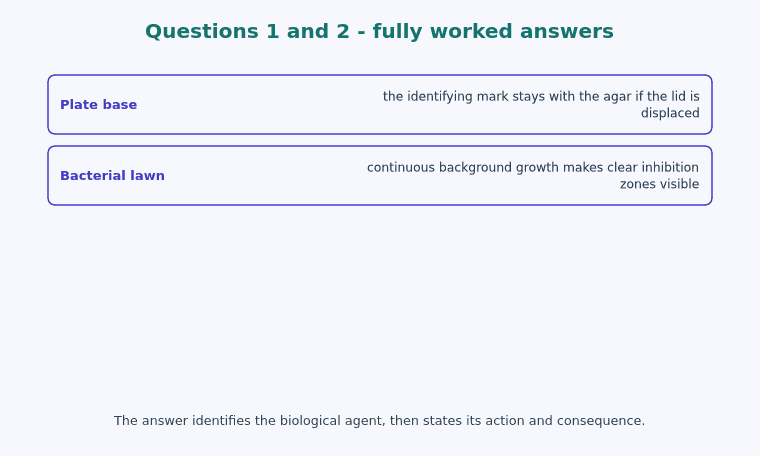 Questions 1 and 2 - fully worked answers
Plate base
the identifying mark stays with the agar if the lid is
displaced
Bacterial lawn
continuous background growth makes clear inhibition
zones visible
The answer identifies the biological agent, then states its action and consequence.